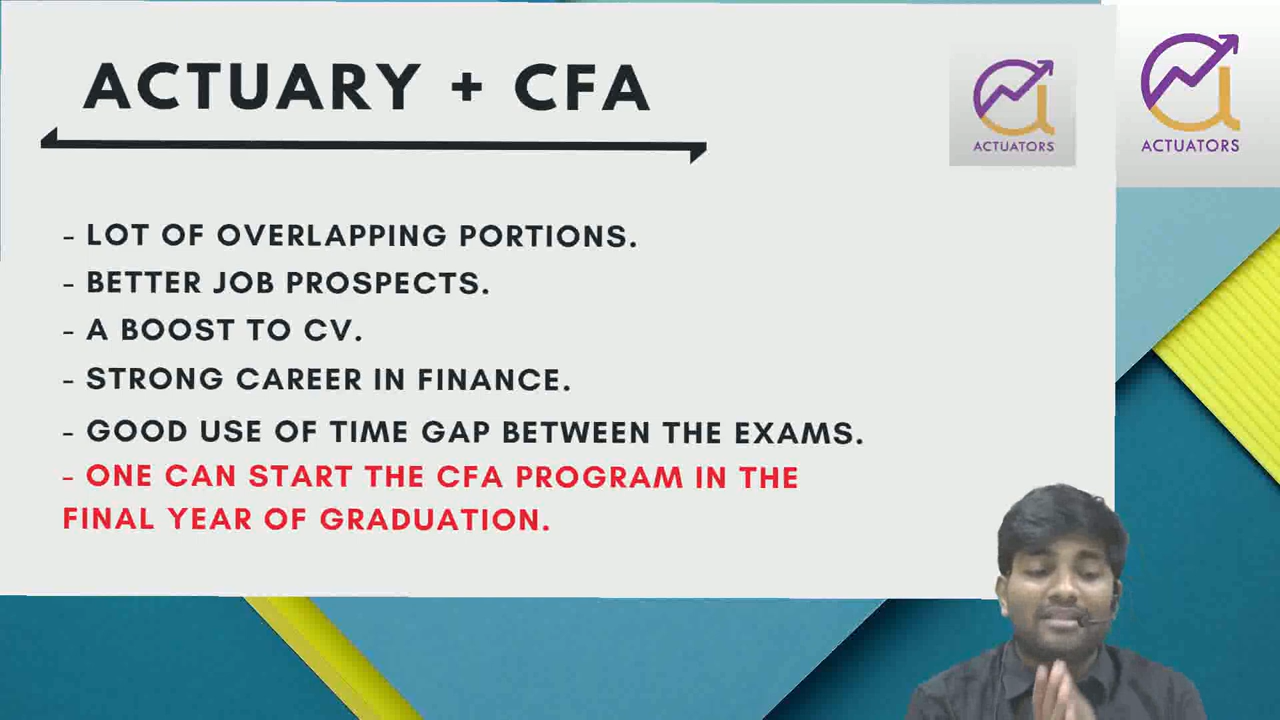 ACTUARY + CFA
ACTUATORS
ACTUATORS
- LOT OF OVERLAPPING PORTIONS.
- BETTER JOB PROSPECTS.
- A BOOST TO CV.
- STRONG CAREER IN FINANCE.
- GOOD USE OF TIME GAP BETWEEN THE EXAMS.
- ONE CAN START THE CFA PROGRAM IN THE
FINAL YEAR OF GRADUATION.